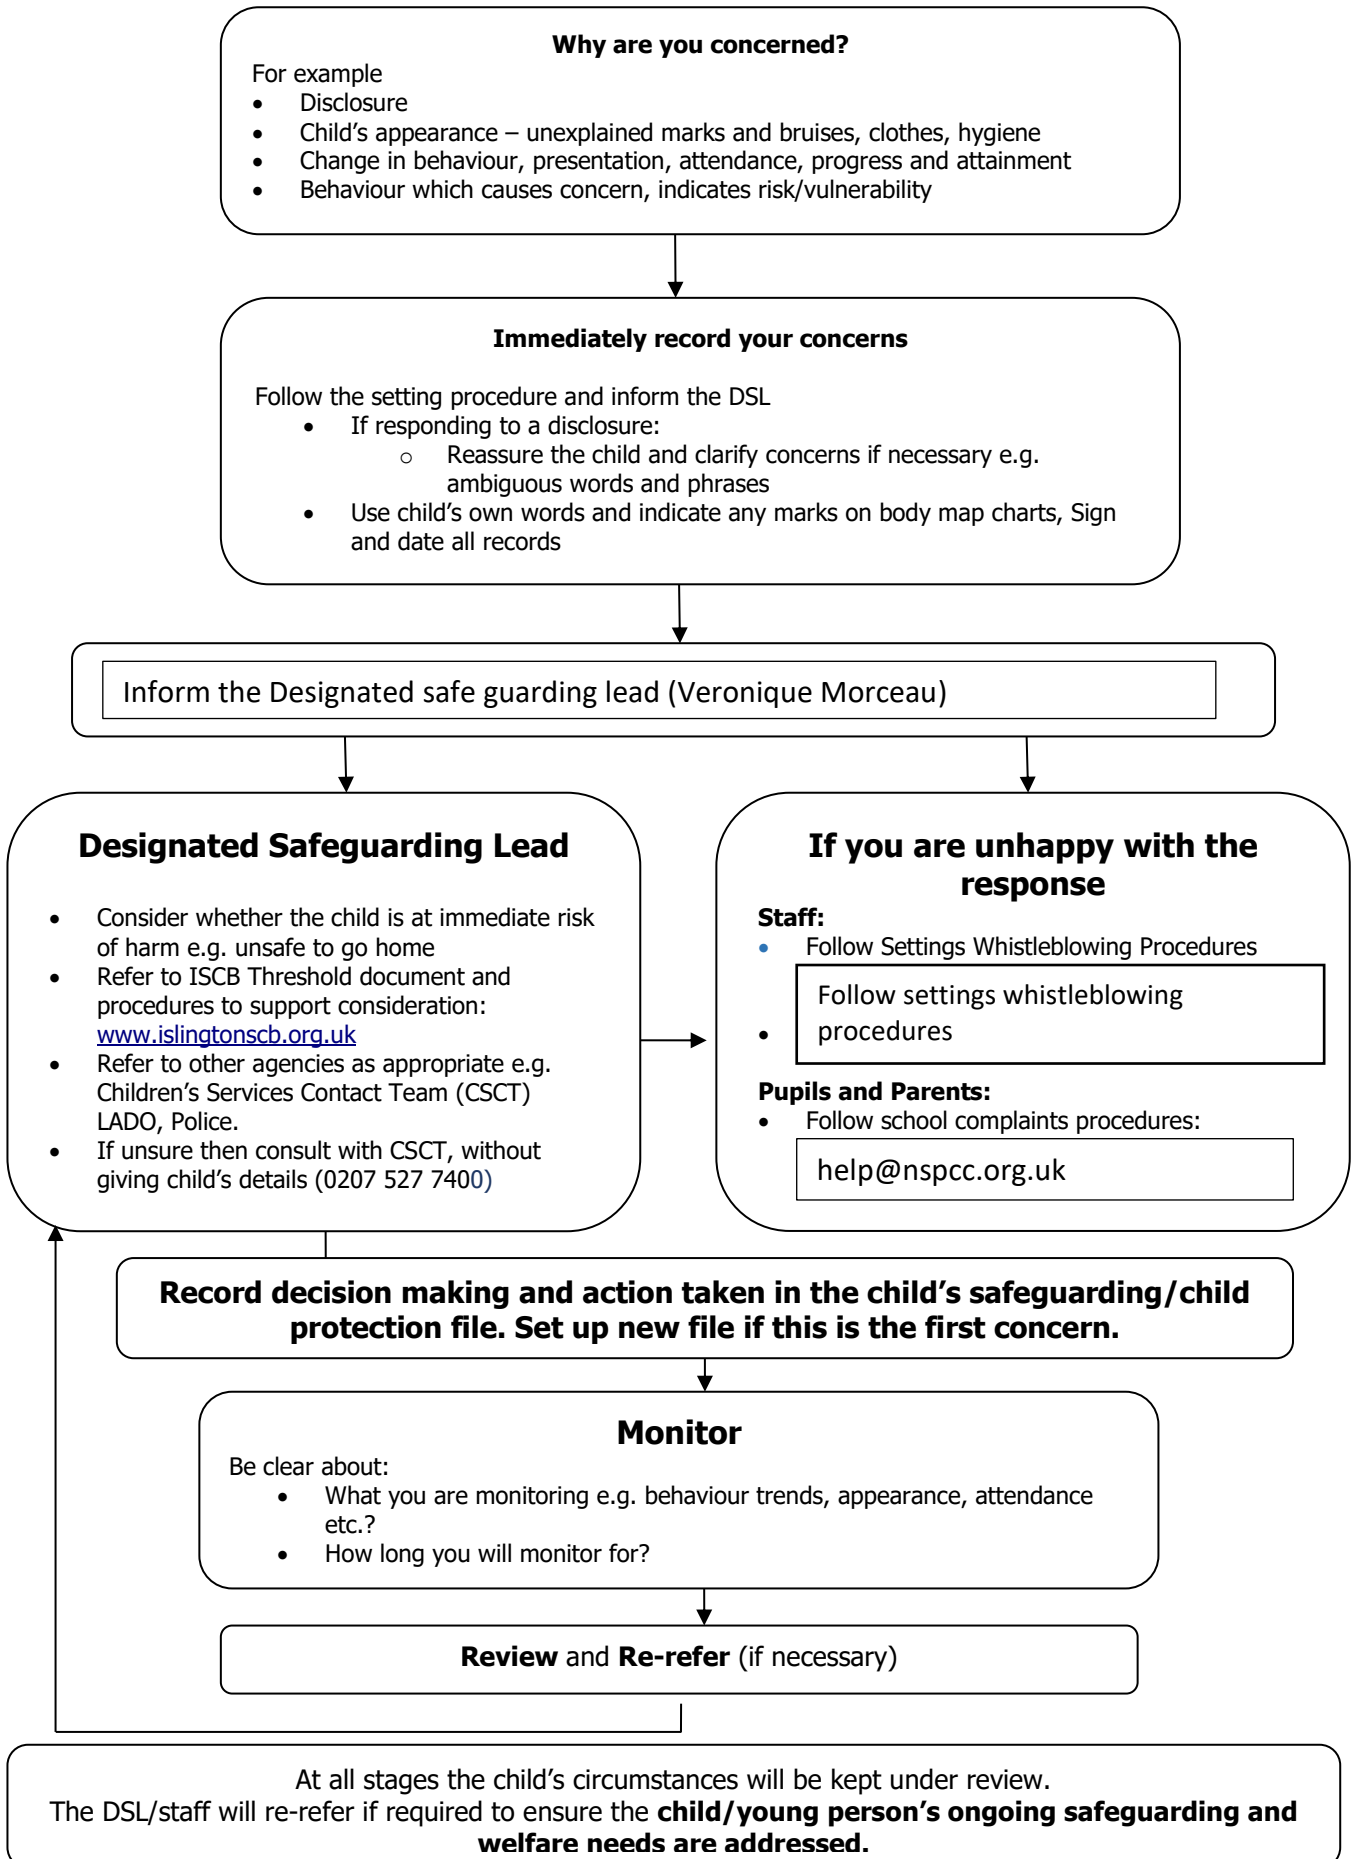 Why are you concerned?
For example
• Disclosure
• Child’s appearance – unexplained marks and bruises, clothes, hygiene
• Change in behaviour, presentation, attendance, progress and attainment
• Behaviour which causes concern, indicates risk/vulnerability
Immediately record your concerns
Follow the setting procedure and inform the DSL
• If responding to a disclosure:
o Reassure the child and clarify concerns if necessary e.g.
ambiguous words and phrases
• Use child’s own words and indicate any marks on body map charts, Sign
and date all records
Inform the Designated safe guarding lead (Veronique Morceau)
Designated Safeguarding Lead
• Consider whether the child is at immediate risk
of harm e.g. unsafe to go home
• Refer to ISCB Threshold document and
procedures to support consideration:
www.islingtonscb.org.uk
• Refer to other agencies as appropriate e.g.
Children’s Services Contact Team (CSCT)
LADO, Police.
• If unsure then consult with CSCT, without
giving child’s details (0207 527 7400)
If you are unhappy with the
response
Staff:
• Follow Settings Whistleblowing Procedures
• Follow settings whistleblowing
procedures
Pupils and Parents:
• Follow school complaints procedures:
help@nspcc.org.uk
Record decision making and action taken in the child’s safeguarding/child
protection file. Set up new file if this is the first concern.
Monitor
Be clear about:
• What you are monitoring e.g. behaviour trends, appearance, attendance
etc.?
• How long you will monitor for?
Review and Re-refer (if necessary)
At all stages the child’s circumstances will be kept under review.
The DSL/staff will re-refer if required to ensure the child/young person’s ongoing safeguarding and
welfare needs are addressed.